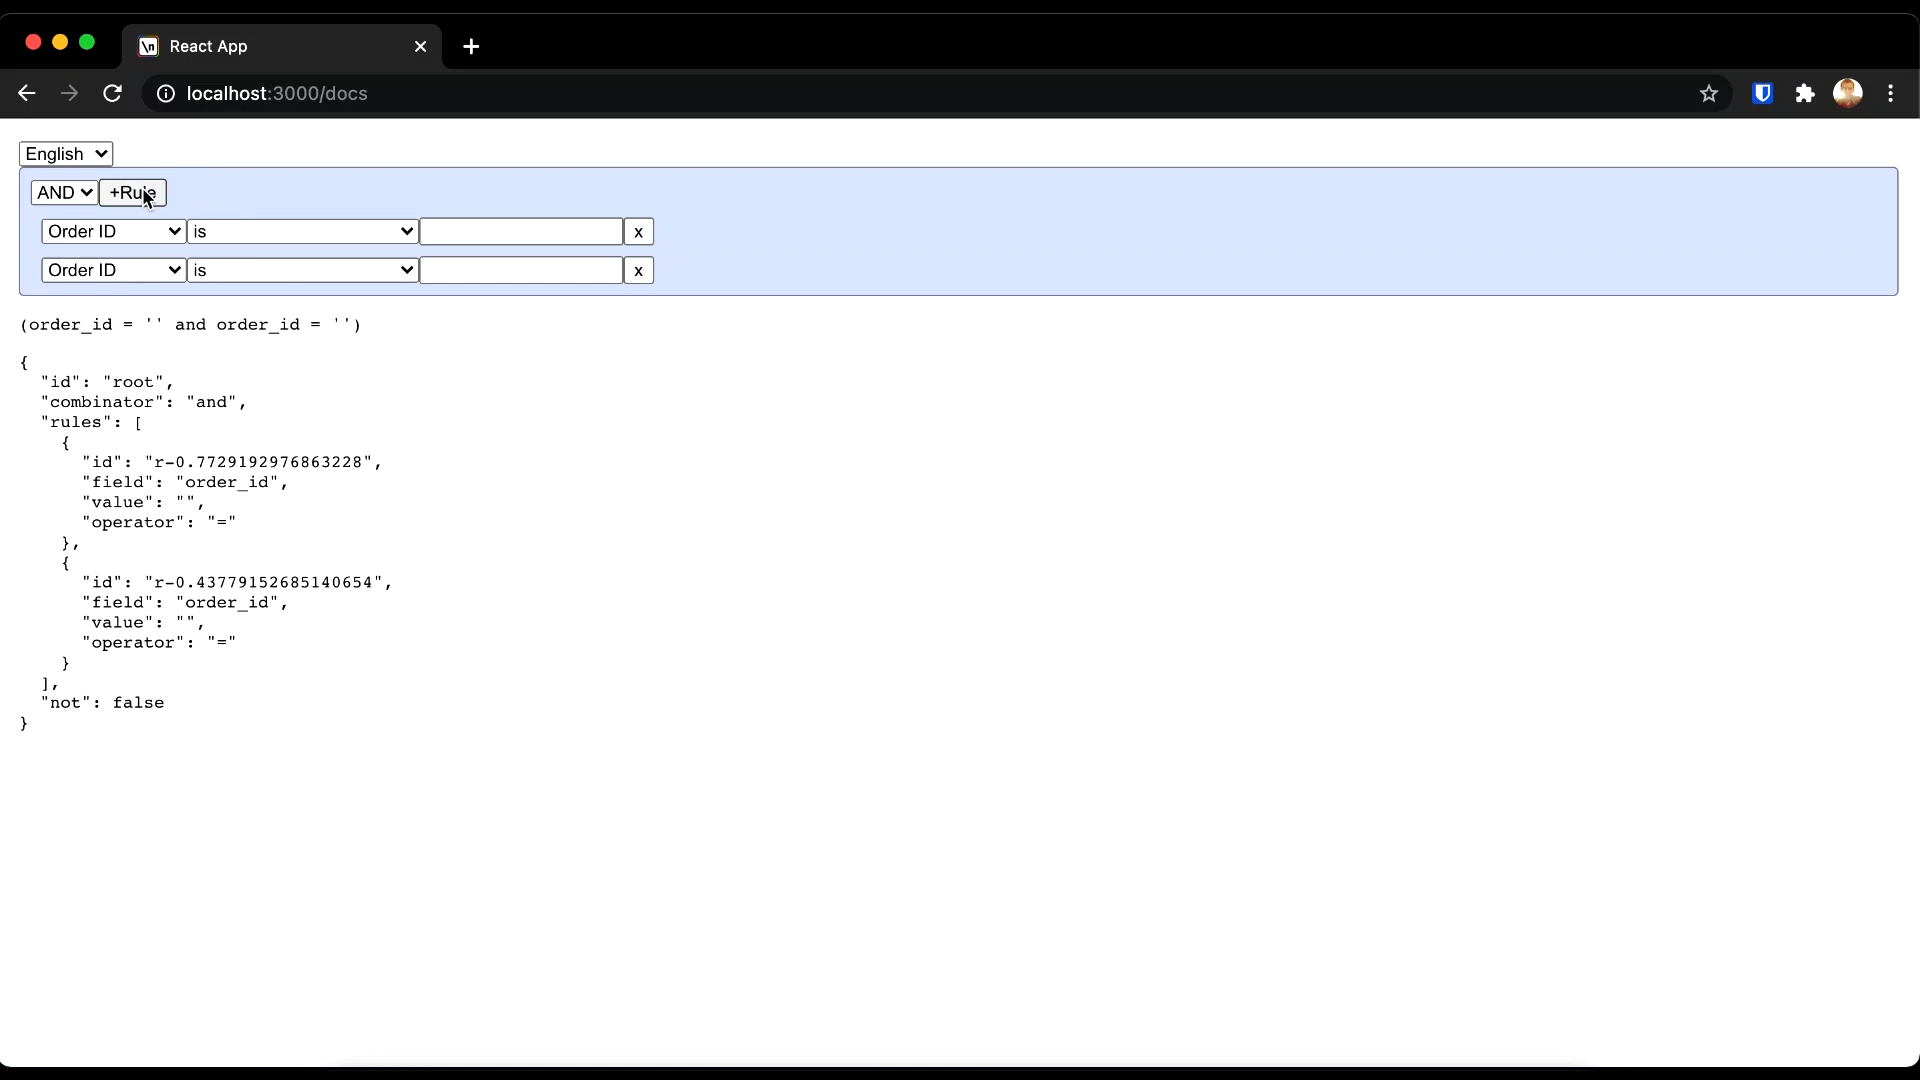 \n React App
localhost:3000/docs
English
AND +Rule
Order ID is x
Order ID is x
(order_id = '' and order_id = '')
{
  "id": "root",
  "combinator": "and",
  "rules": [
    {
      "id": "r-0.7729192976863228",
      "field": "order_id",
      "value": "",
      "operator": "="
    },
    {
      "id": "r-0.43779152685140654",
      "field": "order_id",
      "value": "",
      "operator": "="
    }
  ],
  "not": false
}